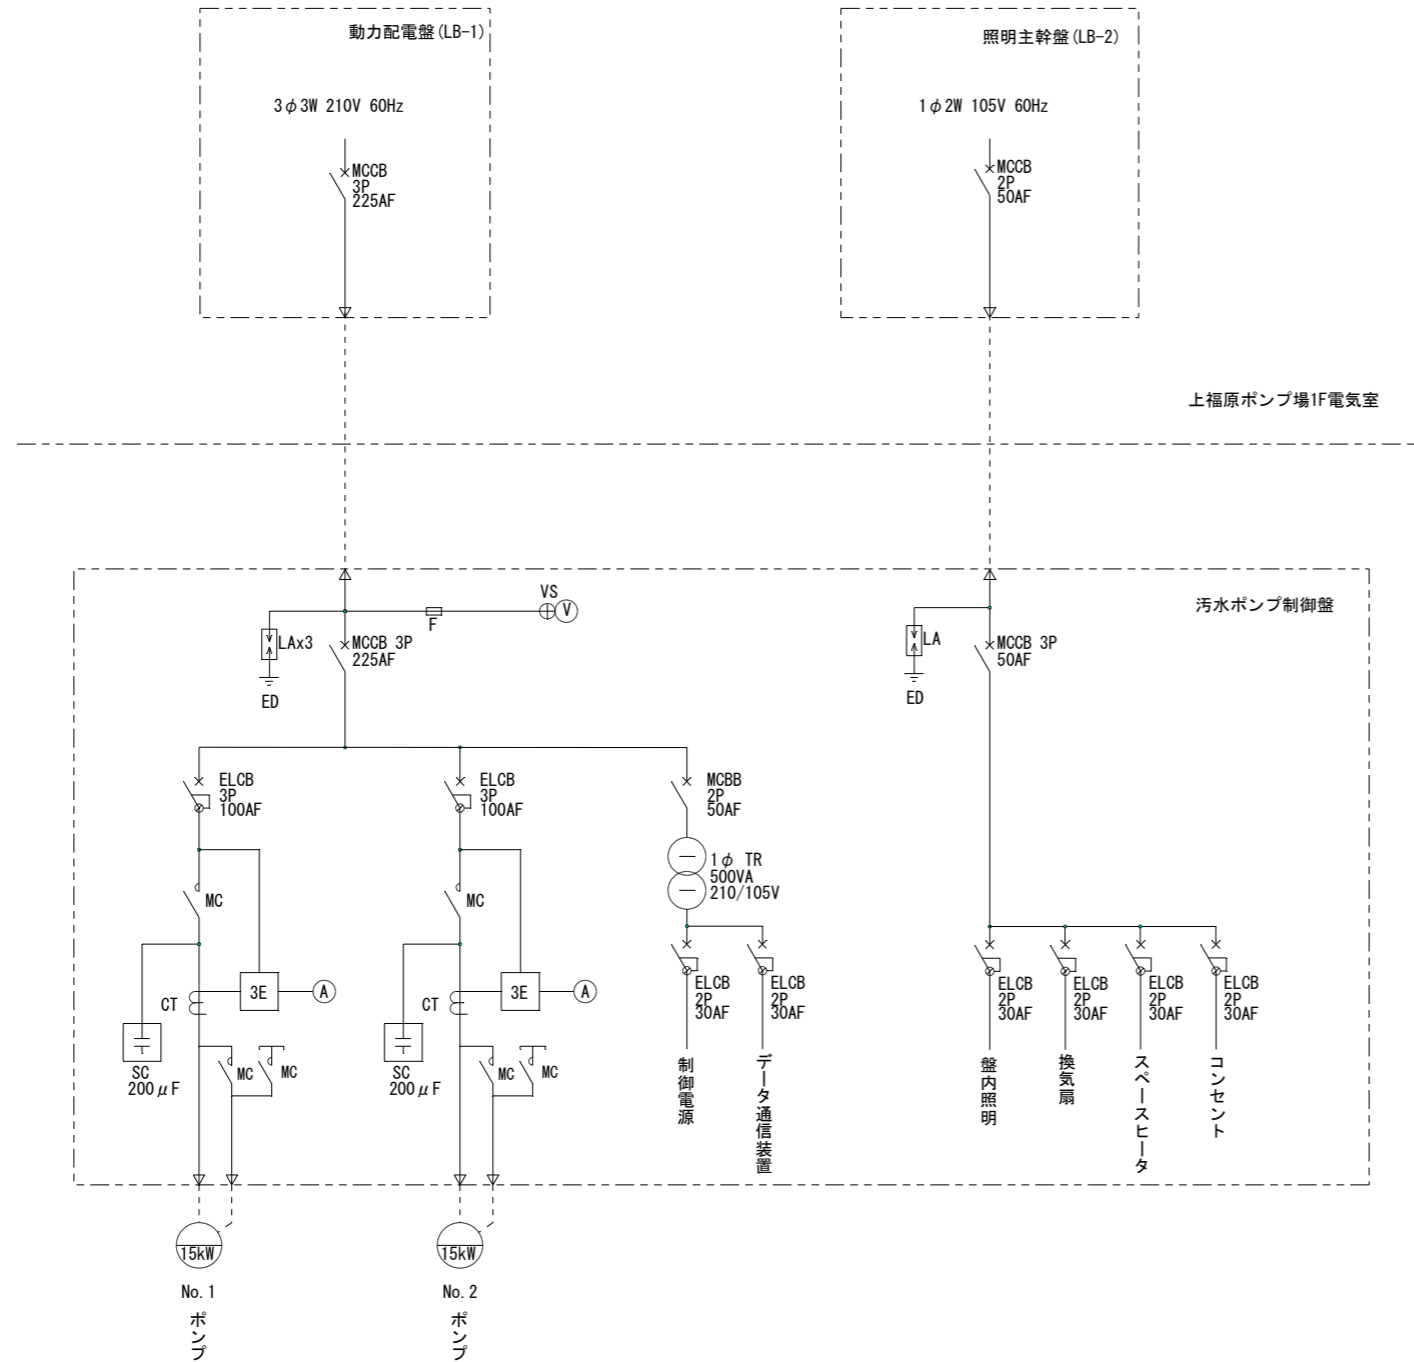 動力配電盤(LB-1)
3φ3W 210V 60Hz
MCCB
3P
225AF
照明主幹盤(LB-2)
1φ2W 105V 60Hz
MCCB
2P
50AF
上福原ポンプ場1F電気室
汚水ポンプ制御盤
VS
V
F
LAx3
ED
MCCB 3P
225AF
LA
ED
MCCB 3P
50AF
ELCB
3P
100AF
ELCB
3P
100AF
MCBB
2P
50AF
1φ TR
500VA
210/105V
MC
MC
CT
3E
A
CT
3E
A
SC
200μF
MC
MC
SC
200μF
MC
MC
ELCB
2P
30AF
ELCB
2P
30AF
ELCB
2P
30AF
ELCB
2P
30AF
ELCB
2P
30AF
ELCB
2P
30AF
制御電源
データ通信装置
盤内照明
換気扇
スペースヒータ
コンセント
15kW
No.1
ポンプ
15kW
No.2
ポンプ